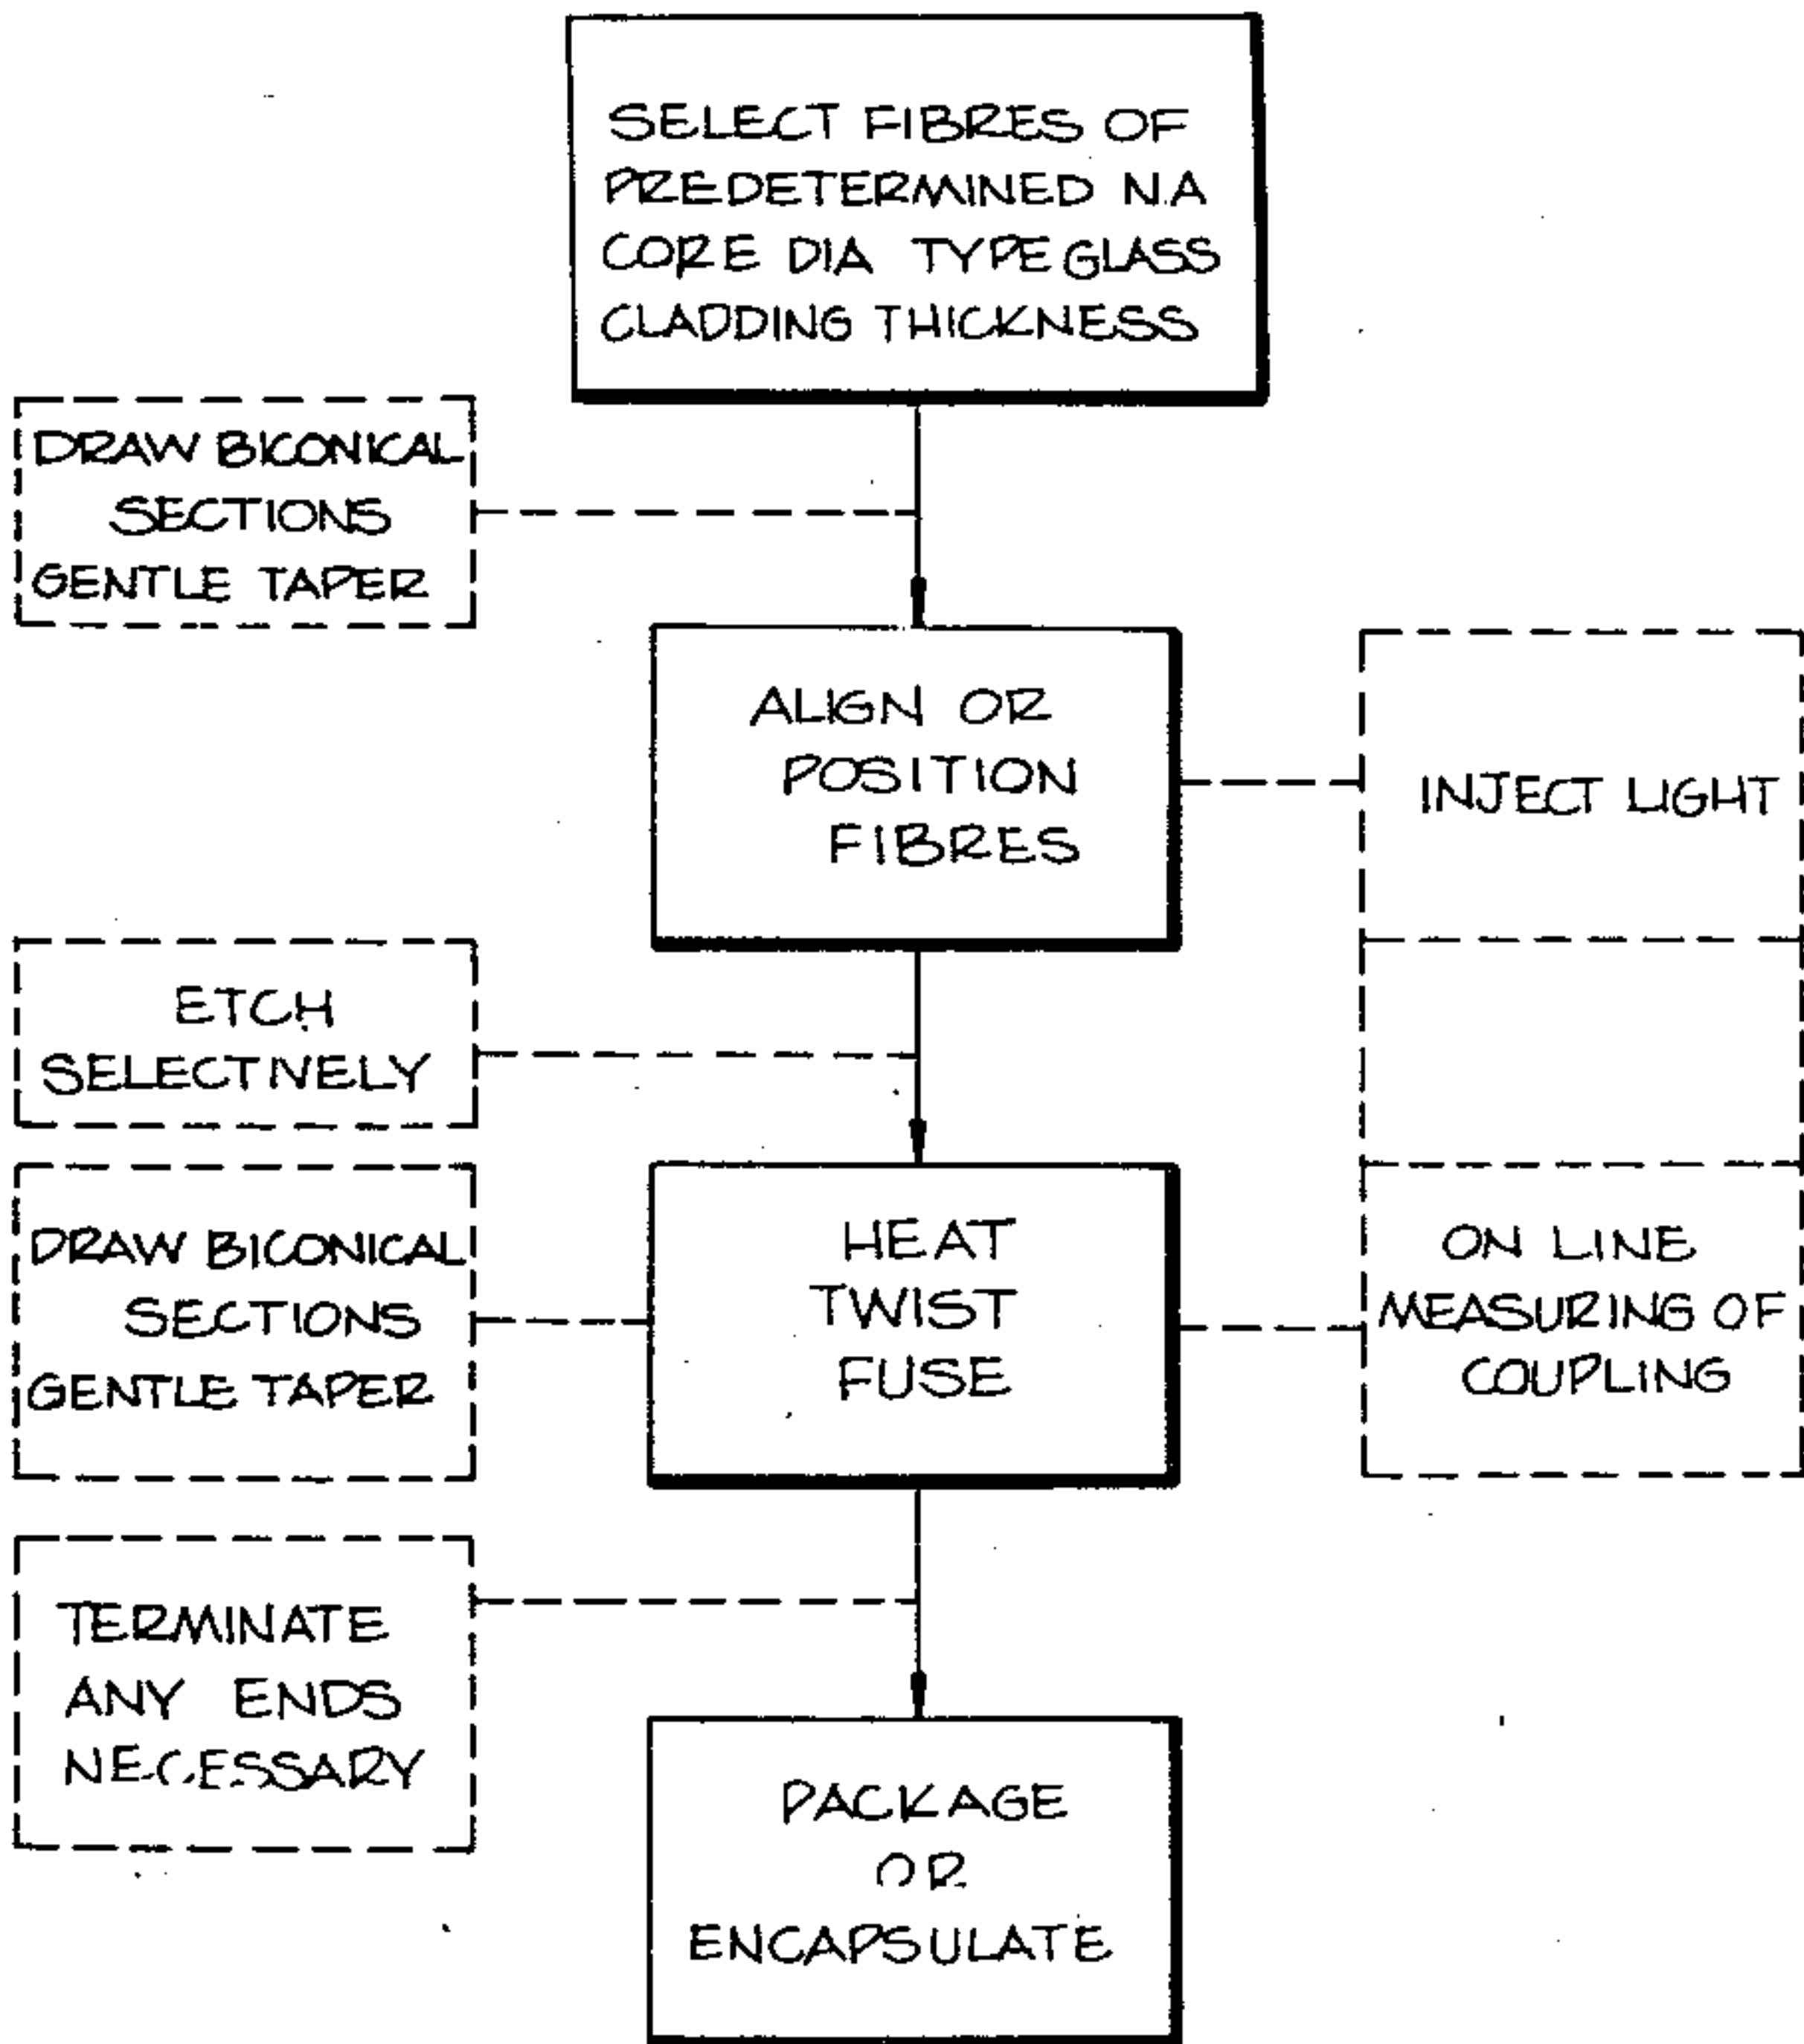 SELECT FIBRES OF
PREDETERMINED N.A
CORE DIA TYPE GLASS
CLADDING THICKNESS
DRAW BICONICAL
SECTIONS
GENTLE TAPER
ALIGN OR
POSITION
FIBRES
INJECT LIGHT
ETCH
SELECTIVELY
DRAW BICONICAL
SECTIONS
GENTLE TAPER
HEAT
TWIST
FUSE
ON LINE
MEASURING OF
COUPLING
TERMINATE
ANY ENDS
NECESSARY
PACKAGE
OR
ENCAPSULATE